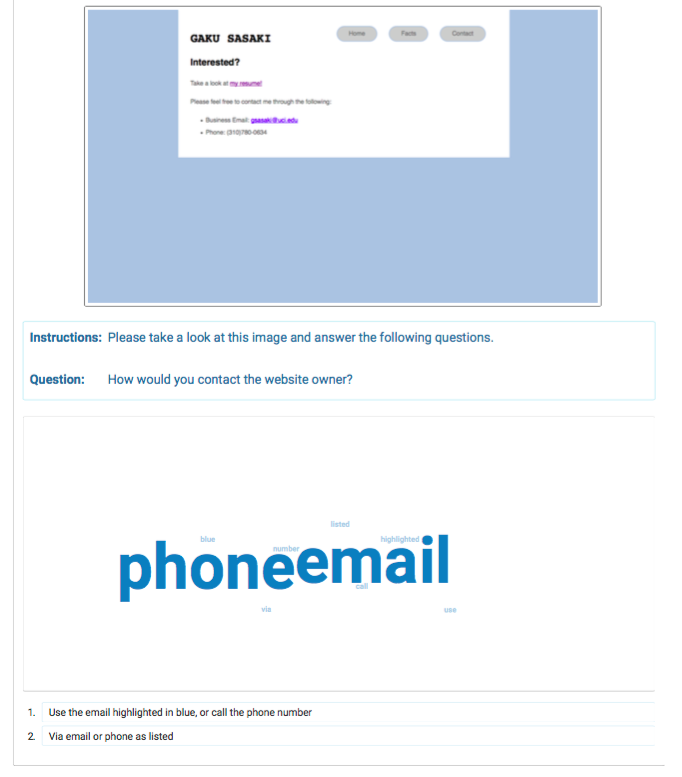 GAKU SASAKI
Home
Facts
Contact
Interested?
Take a look at my resume!
Please feel free to contact me through the following:
• Business Email: gsasaki@uci.edu
• Phone: (310)780-0834
Instructions: Please take a look at this image and answer the following questions.
Question: How would you contact the website owner?
listed
blue
highlighted
number
phone
email
call
via
use
1. Use the email highlighted in blue, or call the phone number
2. Via email or phone as listed